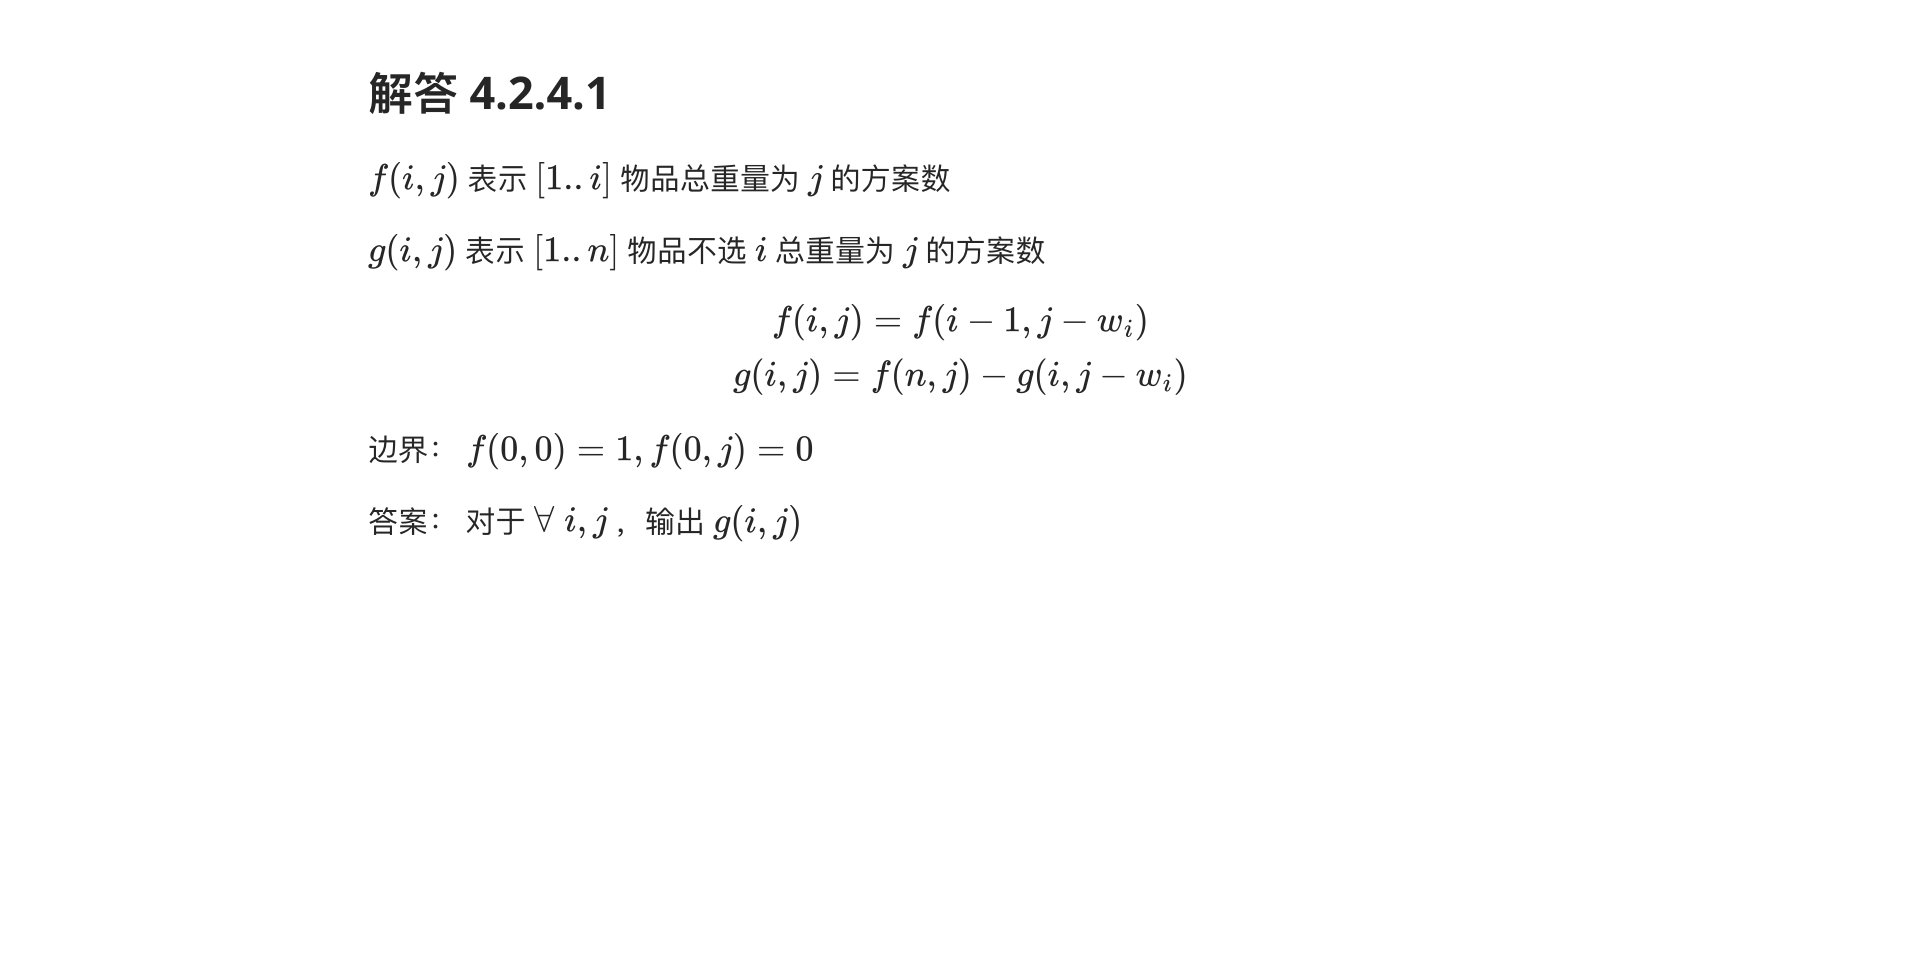 解答 4.2.4.1
f(i, j) 表示 [1.. i] 物品总重量为 j 的方案数
g(i, j) 表示 [1.. n] 物品不选 i 总重量为 j 的方案数
f(i, j) = f(i − 1, j − w_i)
g(i, j) = f(n, j) − g(i, j − w_i)
边界： f(0, 0) = 1, f(0, j) = 0
答案： 对于 ∀ i, j ，输出 g(i, j)